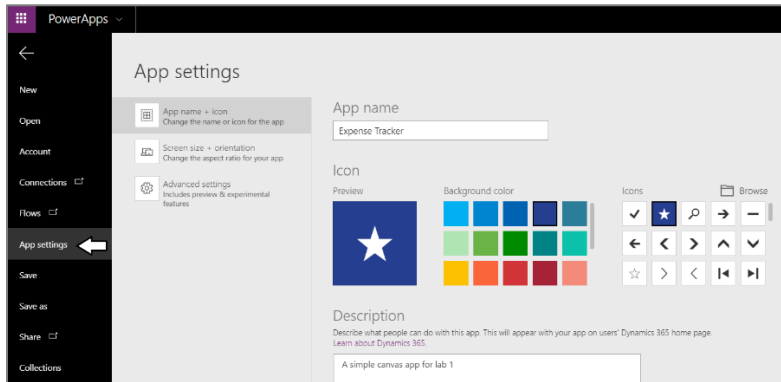 PowerApps
New
Open
Account
Connections
Flows
App settings
Save
Save as
Share
Collections
App settings
App name + icon
Change the name or icon for the app
Screen size + orientation
Change the aspect ratio for your app
Advanced settings
Includes preview & experimental
features
App name
Expense Tracker
Icon
Preview
Background color
Icons
Browse
Description
Describe what people can do with this app. This will appear with your app on users' Dynamics 365 home page.
Learn about Dynamics 365.
A simple canvas app for lab 1